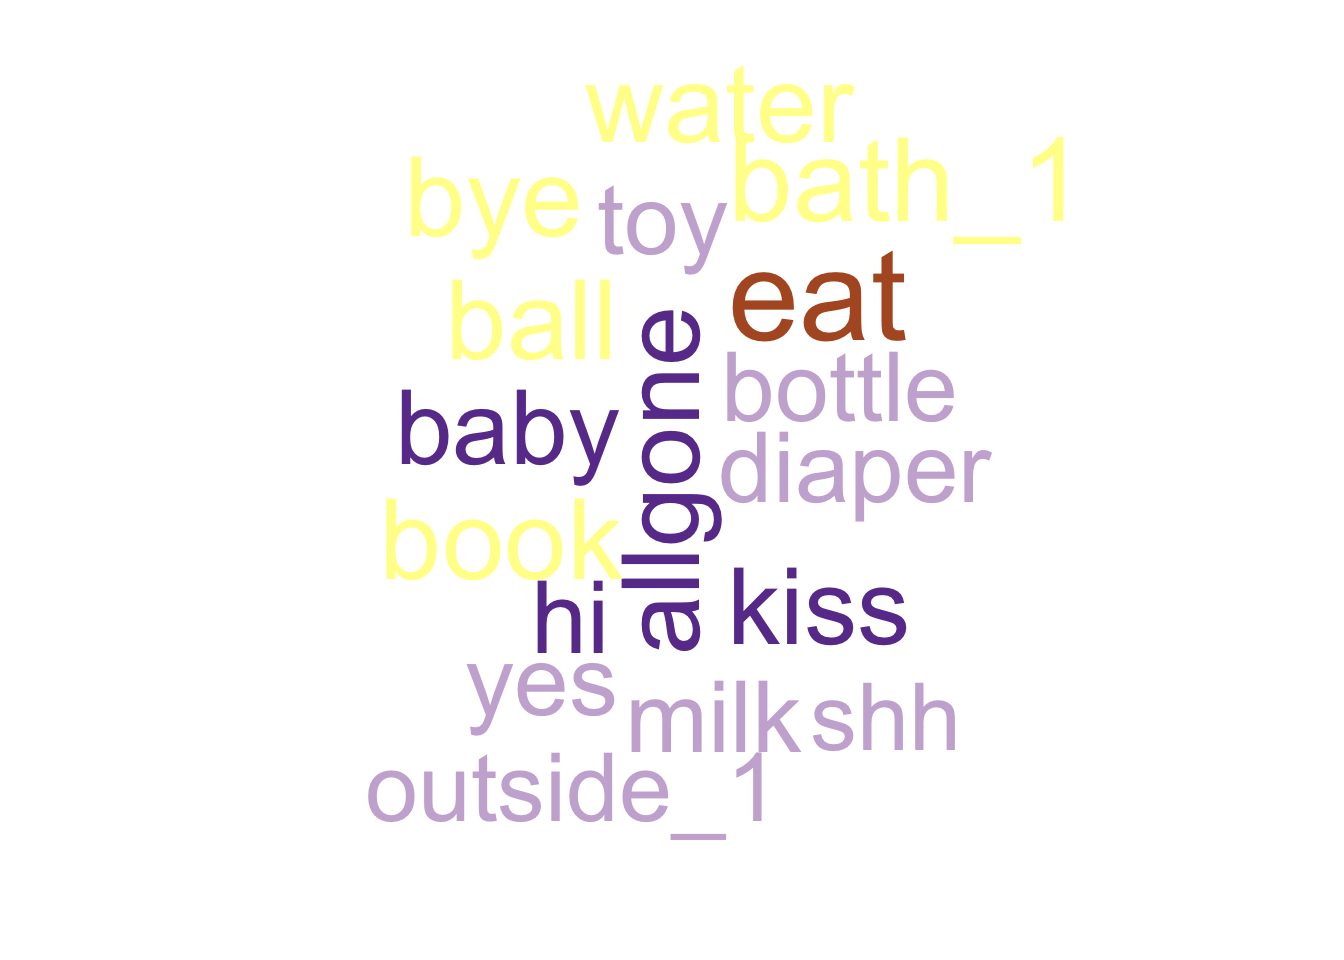 water
bath_1
bye
toy
eat
ball
allgone
bottle
baby
diaper
book
hi
kiss
yes
milk
shh
outside_1